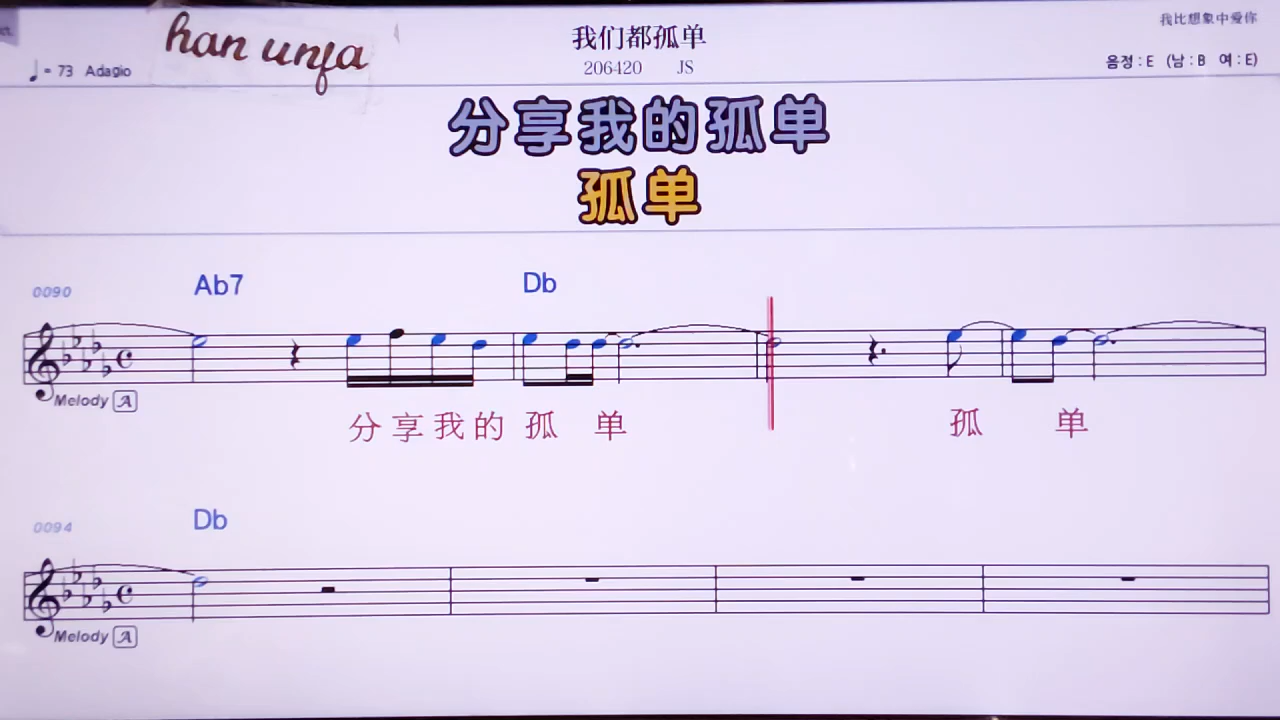 han unfa
我们都孤单
我比想象中爱你
= 73 Adagio
206420 JS
음정 : E (남 : B 여 : E)
分享我的孤单
孤单
0090
Ab7 Db
Melody A
分享我的孤 单 孤 单
0094
Db
Melody A